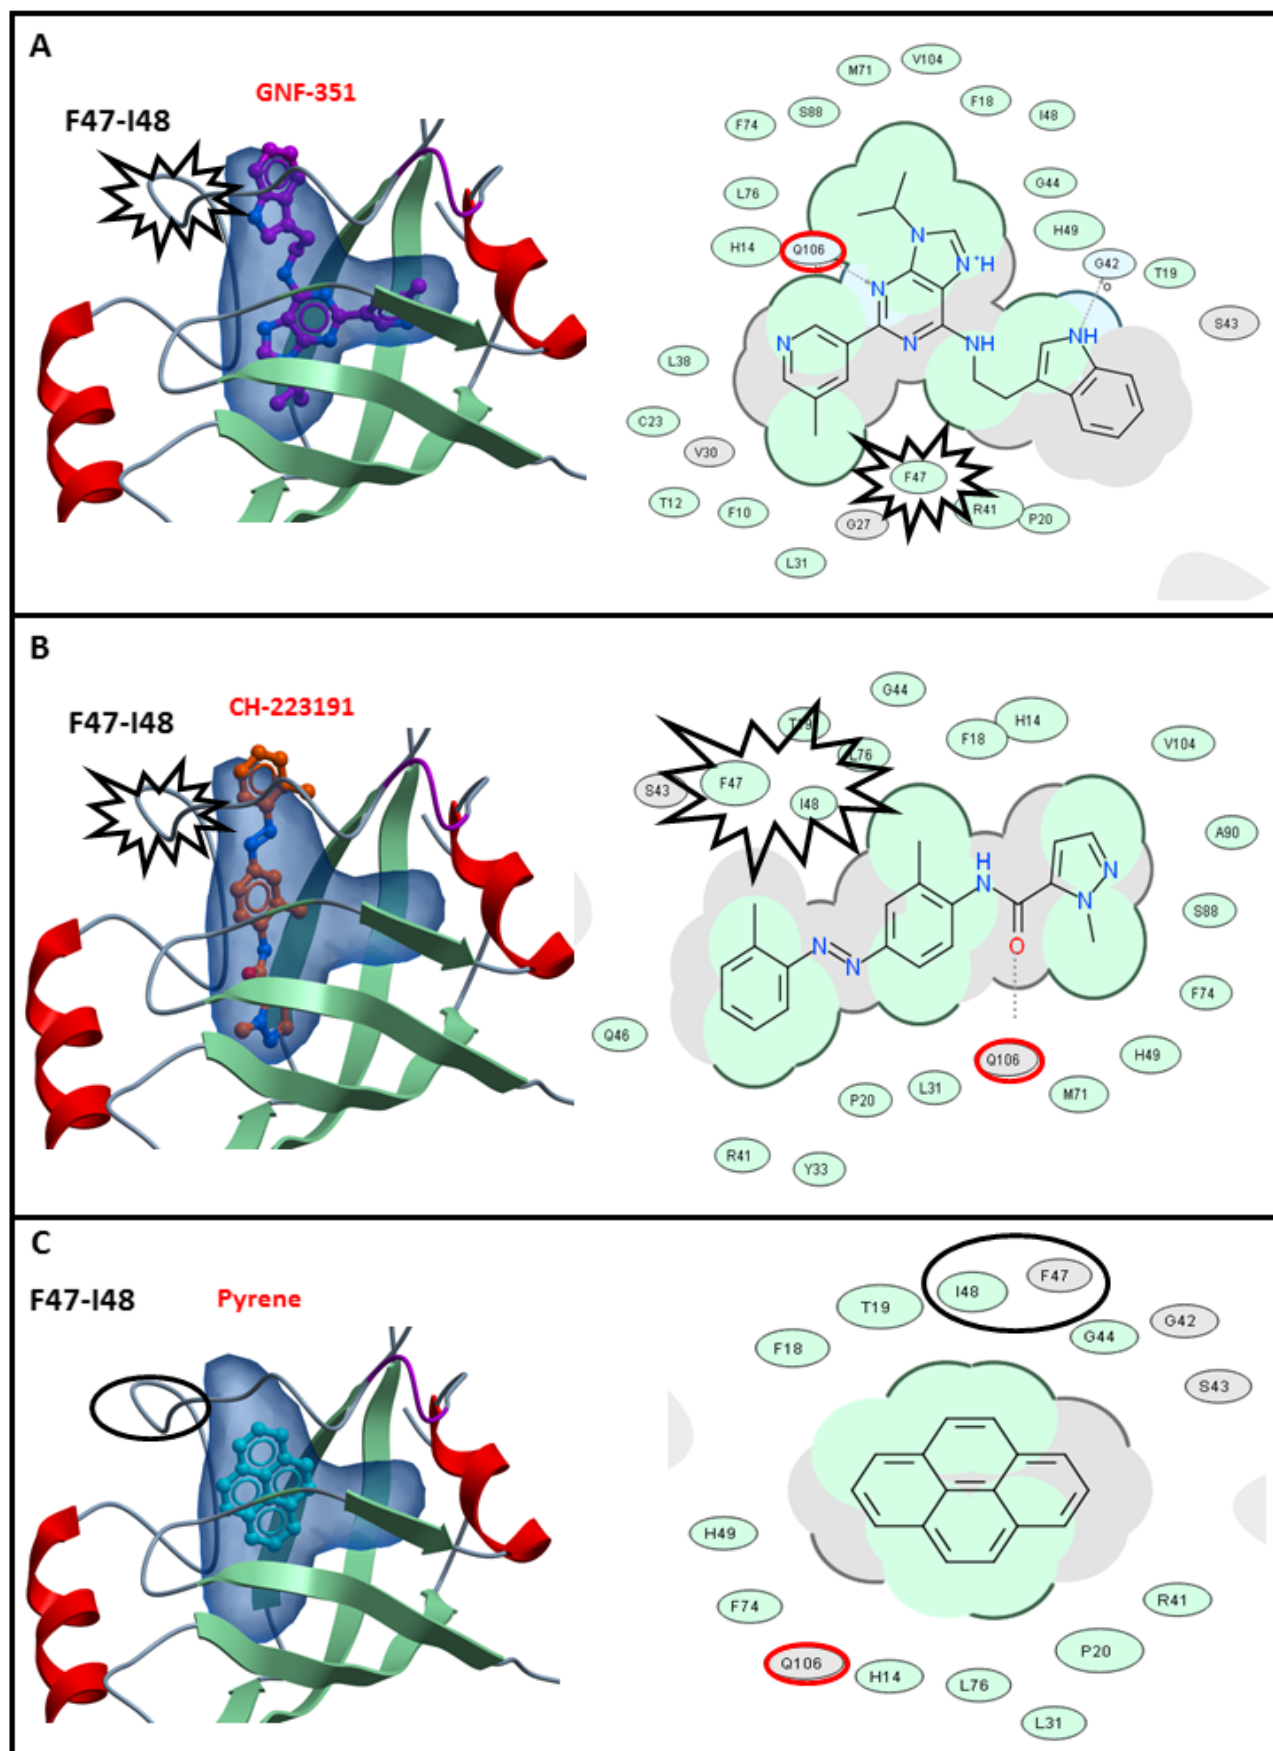 A
GNF-351
F47-I48
V104
M71
F18
S88
I48
F74
G44
L76
H49
H14
Q106
G42
T19
S43
N
N
N⁺H
N
N
N
NH
NH
L38
C23
V30
F47
T12
F10
R41
P20
G27
L31
B
CH-223191
F47-I48
G44
T19
H14
F18
V104
L76
F47
S43
I48
A90
H
N
N
N
S88
N
N
O
F74
Q46
H49
Q106
L31
M71
P20
R41
Y33
C
F47-I48
Pyrene
F47
I48
T19
G42
G44
F18
S43
H49
R41
F74
P20
Q106
H14
L76
L31